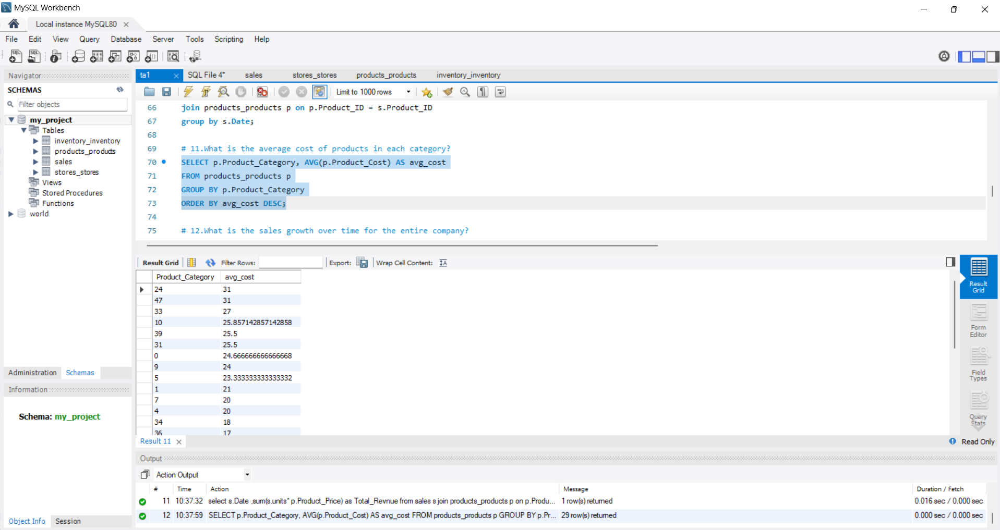 MySQL Workbench
Local instance MySQL80
File Edit View Query Database Server Tools Scripting Help
Navigator
SCHEMAS
Filter objects
my_project
Tables
inventory_inventory
products_products
sales
stores_stores
Views
Stored Procedures
Functions
world
Administration Schemas
Information
Schema: my_project
Object Info Session
ta1 SQL File 4* sales stores_stores products_products inventory_inventory
Limit to 1000 rows
66 join products_products p on p.Product_ID = s.Product_ID
67 group by s.Date;
68
69 # 11.What is the average cost of products in each category?
70 SELECT p.Product_Category, AVG(p.Product_Cost) AS avg_cost
71 FROM products_products p
72 GROUP BY p.Product_Category
73 ORDER BY avg_cost DESC;
74
75 # 12.What is the sales growth over time for the entire company?
Result Grid Filter Rows: Export: Wrap Cell Content:
Product_Category avg_cost
24 31
47 31
33 27
10 25.857142857142858
39 25.5
31 25.5
0 24.666666666666668
9 24
5 23.333333333333332
1 21
7 20
4 20
34 18
36 17
Result Grid
Form Editor
Field Types
Query Stats
Result 11
Read Only
Output
Action Output
# Time Action Message Duration / Fetch
11 10:37:32 select s.Date ,sum(s.units* p.Product_Price) as Total_Revnue from sales s join products_products p on p.Produ... 1 row(s) returned 0.016 sec / 0.000 sec
12 10:37:59 SELECT p.Product_Category, AVG(p.Product_Cost) AS avg_cost FROM products_products p GROUP BY p.Pr... 29 row(s) returned 0.000 sec / 0.000 sec